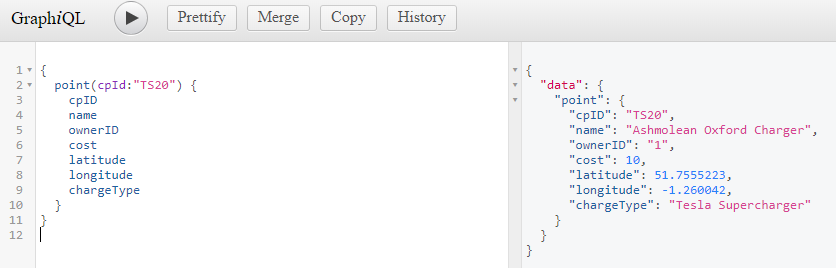 GraphiQL Prettify Merge Copy History
1 {
2 point(cpId:"TS20") {
3 cpID
4 name
5 ownerID
6 cost
7 latitude
8 longitude
9 chargeType
10 }
11 }
12
{
"data": {
"point": {
"cpID": "TS20",
"name": "Ashmolean Oxford Charger",
"ownerID": "1",
"cost": 10,
"latitude": 51.7555223,
"longitude": -1.260042,
"chargeType": "Tesla Supercharger"
}
}
}